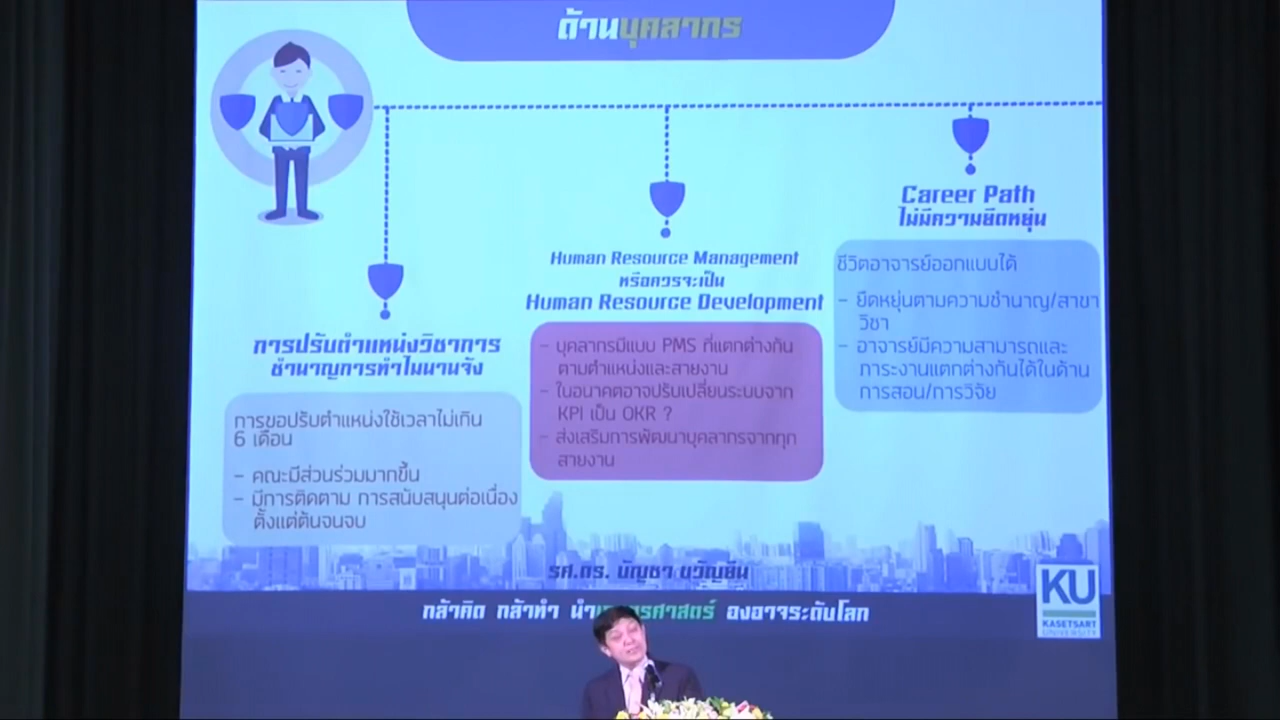 ด้านบุคลากร
การปรับตำแหน่งวิชาการ
ชำนาญการทำไมนานจัง
การขอปรับตำแหน่งใช้เวลาไม่เกิน
6 เดือน
– คณะมีส่วนร่วมมากขึ้น
– มีการติดตาม การสนับสนุนต่อเนื่อง
ตั้งแต่ต้นจนจบ
Human Resource Management
หรือควรจะเป็น
Human Resource Development
– บุคลากรมีแบบ PMS ที่แตกต่างกัน
ตามตำแหน่งและสายงาน
– ในอนาคตอาจปรับเปลี่ยนระบบจาก
KPI เป็น OKR ?
– ส่งเสริมการพัฒนาบุคลากรจากทุก
สายงาน
Career Path
ไม่มีความยืดหยุ่น
ชีวิตอาจารย์ออกแบบได้
– ยืดหยุ่นตามความชำนาญ/สาขา
วิชา
– อาจารย์มีความสามารถและ
ภาระงานแตกต่างกันได้ในด้าน
การสอน/การวิจัย
รศ.ดร. บัญชา ขวัญยืน
กล้าคิด กล้าทำ นำเกษตรศาสตร์ องอาจระดับโลก
KU
KASETSART
UNIVERSITY